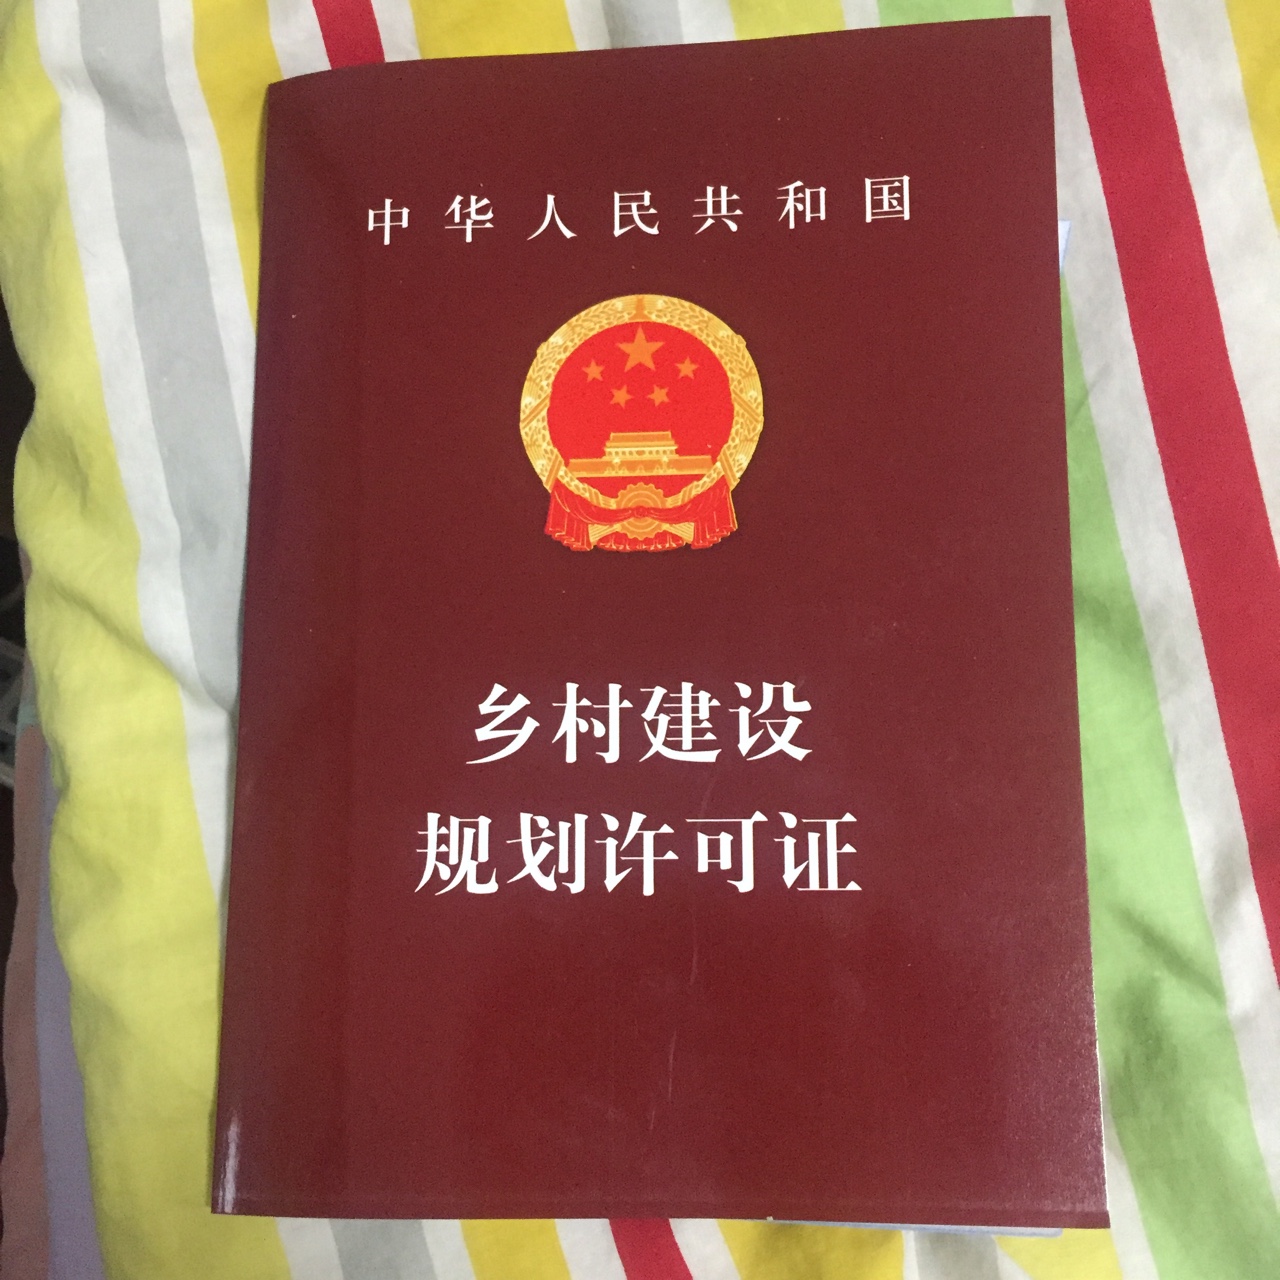 中华人民共和国
乡村建设
规划许可证